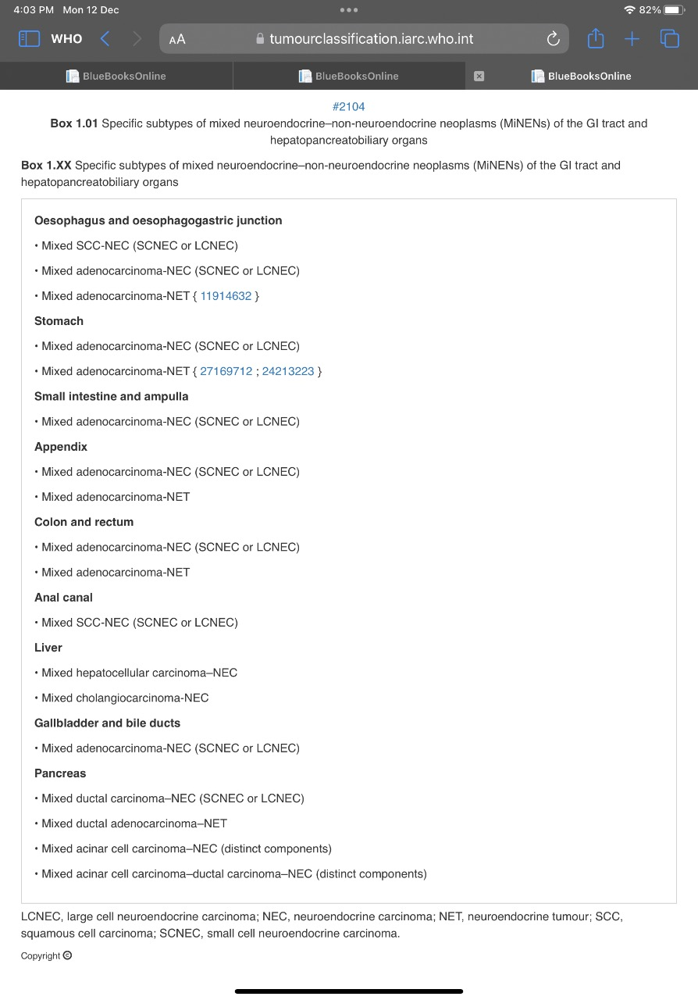 4:03 PM Mon 12 Dec
82%
WHO
AA
tumourclassification.iarc.who.int
BlueBooksOnline
BlueBooksOnline
BlueBooksOnline
#2104
Box 1.01 Specific subtypes of mixed neuroendocrine–non-neuroendocrine neoplasms (MiNENs) of the GI tract and
hepatopancreatobiliary organs
Box 1.XX Specific subtypes of mixed neuroendocrine–non-neuroendocrine neoplasms (MiNENs) of the GI tract and
hepatopancreatobiliary organs
Oesophagus and oesophagogastric junction
• Mixed SCC-NEC (SCNEC or LCNEC)
• Mixed adenocarcinoma-NEC (SCNEC or LCNEC)
• Mixed adenocarcinoma-NET { 11914632 }
Stomach
• Mixed adenocarcinoma-NEC (SCNEC or LCNEC)
• Mixed adenocarcinoma-NET { 27169712 ; 24213223 }
Small intestine and ampulla
• Mixed adenocarcinoma-NEC (SCNEC or LCNEC)
Appendix
• Mixed adenocarcinoma-NEC (SCNEC or LCNEC)
• Mixed adenocarcinoma-NET
Colon and rectum
• Mixed adenocarcinoma-NEC (SCNEC or LCNEC)
• Mixed adenocarcinoma-NET
Anal canal
• Mixed SCC-NEC (SCNEC or LCNEC)
Liver
• Mixed hepatocellular carcinoma–NEC
• Mixed cholangiocarcinoma-NEC
Gallbladder and bile ducts
• Mixed adenocarcinoma-NEC (SCNEC or LCNEC)
Pancreas
• Mixed ductal carcinoma–NEC (SCNEC or LCNEC)
• Mixed ductal adenocarcinoma–NET
• Mixed acinar cell carcinoma–NEC (distinct components)
• Mixed acinar cell carcinoma–ductal carcinoma–NEC (distinct components)
LCNEC, large cell neuroendocrine carcinoma; NEC, neuroendocrine carcinoma; NET, neuroendocrine tumour; SCC,
squamous cell carcinoma; SCNEC, small cell neuroendocrine carcinoma.
Copyright ©